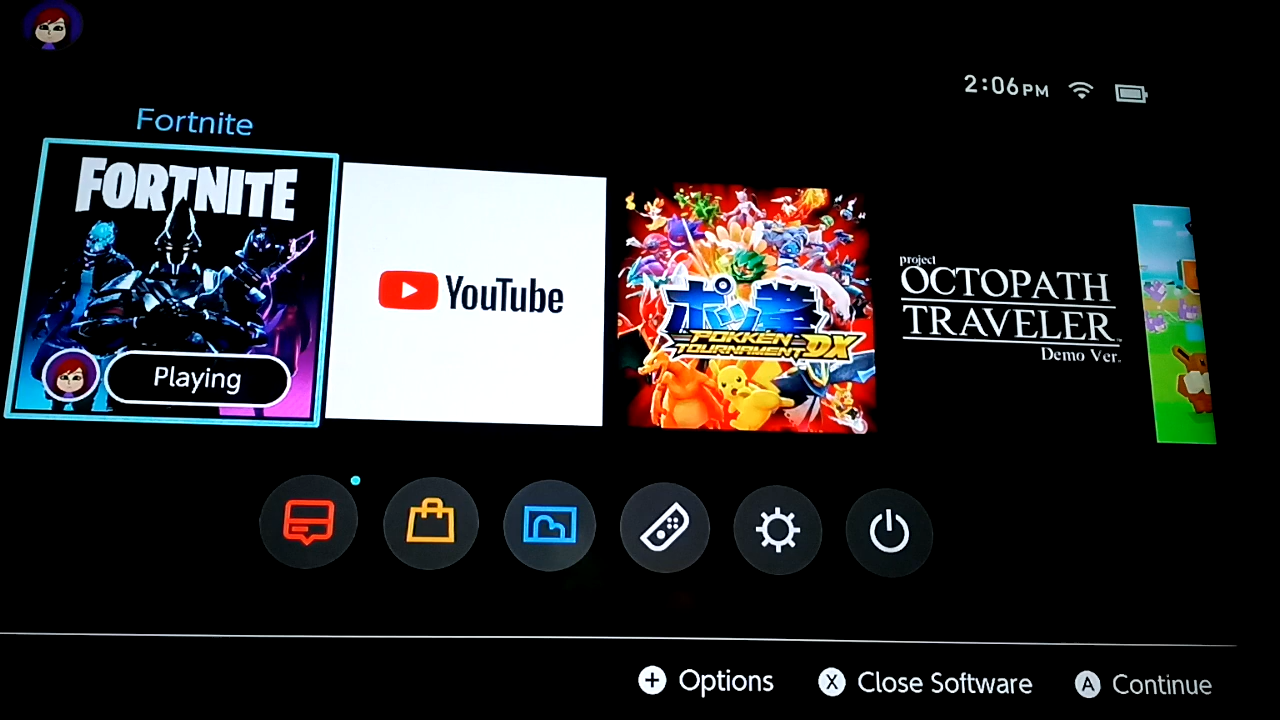 2:06PM
Fortnite
FORTNITE
Playing
YouTube
ポッ拳
POKKÉN
TOURNAMENT DX
project
OCTOPATH
TRAVELER™
Demo Ver.
Options
X Close Software
A Continue